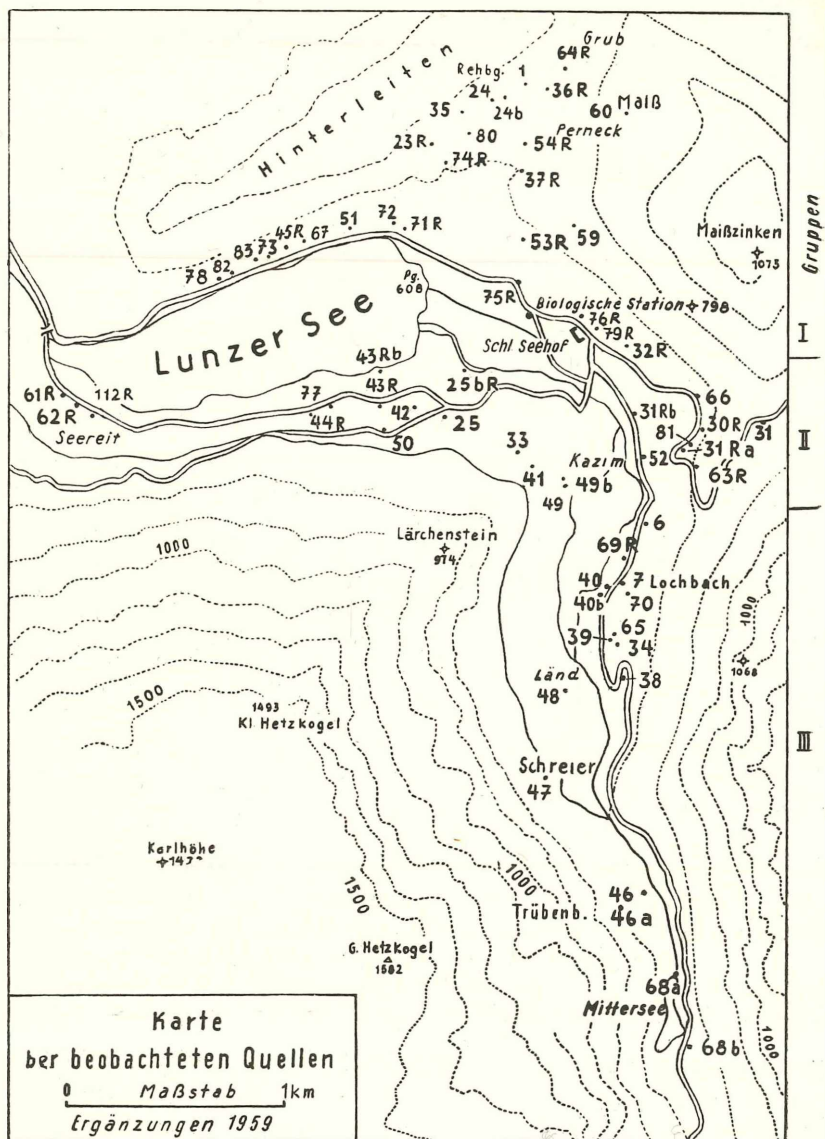 Grub
64R
Rehbg.
1
24
36R
35
24b
60 Maiß
Hinterleiten
80
Perneck
23R
54R
74R
37R
72
51
71R
45R 67
59
83 73
53R
Maißzinken
1073
78 82
Gruppen
Pg.
608
75R
Biologische Station
798
76R
79R
I
Lunzer See
Schl. Seehof
32R
43Rb
61R
112R
77
43R
25bR
66
62R
44R
42
25
31Rb
30R
31
Seereit
81
31Ra
II
50
33
Kazim
52
63R
41
49b
49
6
1000
Lärchenstein
974
69R
40
7 Lochbach
40b
70
1000
65
39
34
1068
Länd
38
48
1500
1493
Kl. Hetzkogel
III
Schreier
47
Karlhöhe
1000
46
1500
Trübenb.
46a
G. Hetzkogel
1582
68a
Mittersee
68b
1000
Karte
der beobachteten Quellen
0 Maßstab 1km
Ergänzungen 1959